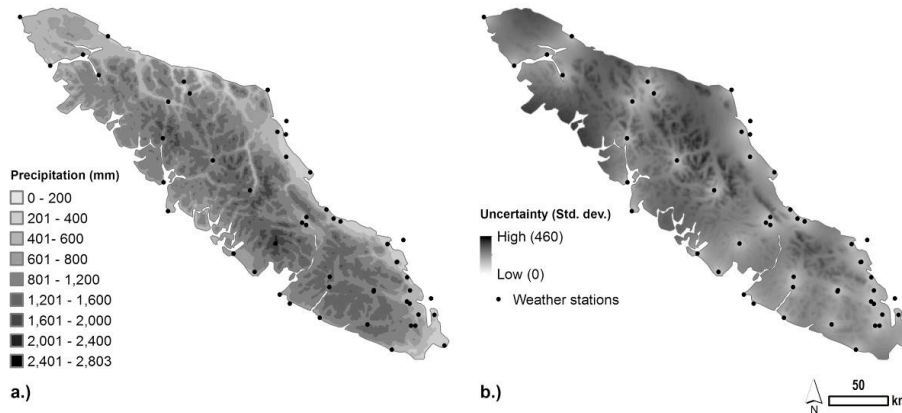 Precipitation (mm)
0 - 200
201 - 400
401- 600
601 - 800
801 - 1,200
1,201 - 1,600
1,601 - 2,000
2,001 - 2,400
2,401 - 2,803
a.)
Uncertainty (Std. dev.)
High (460)
Low (0)
Weather stations
b.)
N
50
km